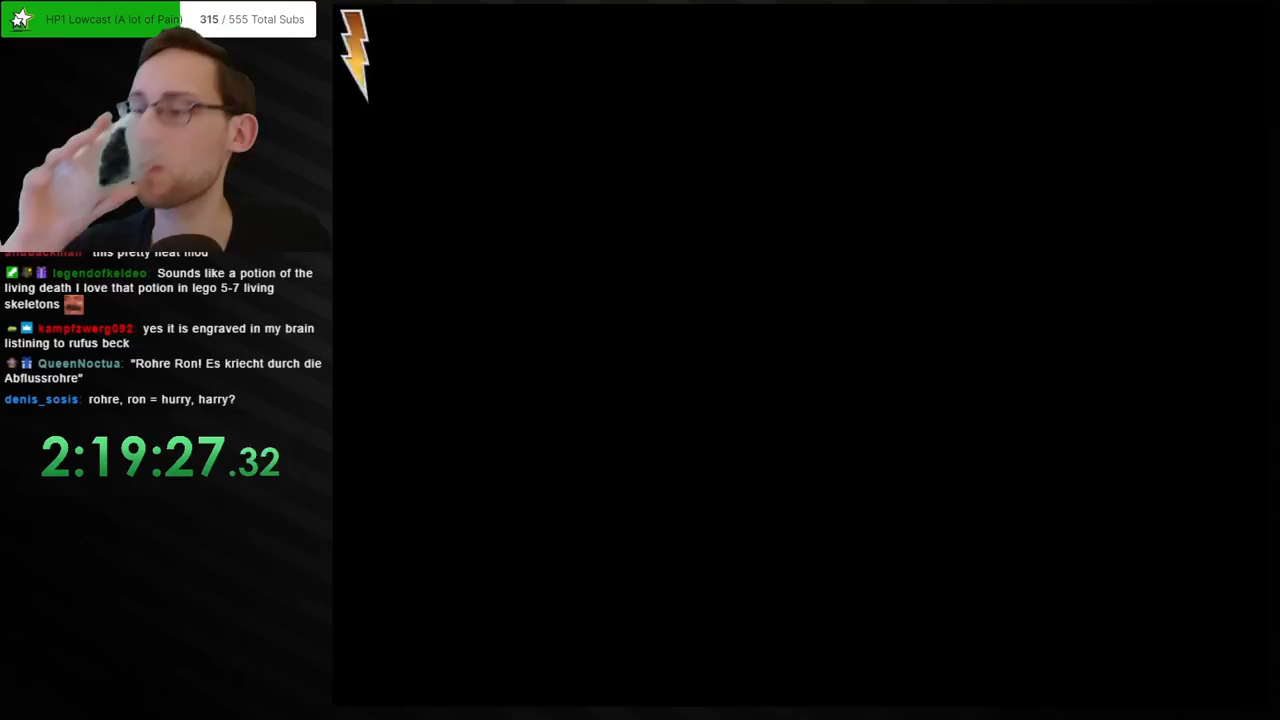 HP1 Lowcast (A lot of Pain) 315 / 555 Total Subs
this pretty neat mod
legendofkeldeo: Sounds like a potion of the
living death I love that potion in lego 5-7 living
skeletons
kampfzwerg092: yes it is engraved in my brain
listining to rufus beck
QueenNoctua: "Rohre Ron! Es kriecht durch die
Abflussrohre"
denis_sosis: rohre, ron = hurry, harry?
2:19:27.32